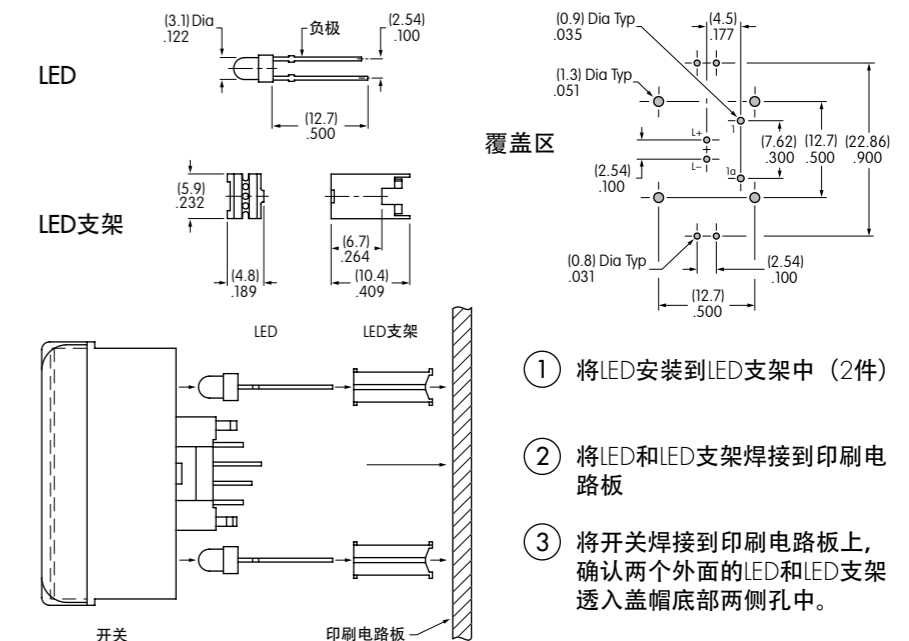 (3.1) Dia
.122
负极
(2.54)
.100
LED
(12.7)
.500
(5.9)
.232
LED支架
(4.8)
.189
(6.7)
.264
(10.4)
.409
(0.9) Dia Typ
.035
(4.5)
.177
(1.3) Dia Typ
.051
覆盖区
L+
L–
1
1a
(7.62)
.300
(12.7)
.500
(22.86)
.900
(2.54)
.100
(0.8) Dia Typ
.031
(2.54)
.100
(12.7)
.500
LED
LED支架
开关
印刷电路板
1 将LED安装到LED支架中（2件）
2 将LED和LED支架焊接到印刷电
路板
3 将开关焊接到印刷电路板上，
确认两个外面的LED和LED支架
透入盖帽底部两侧孔中。